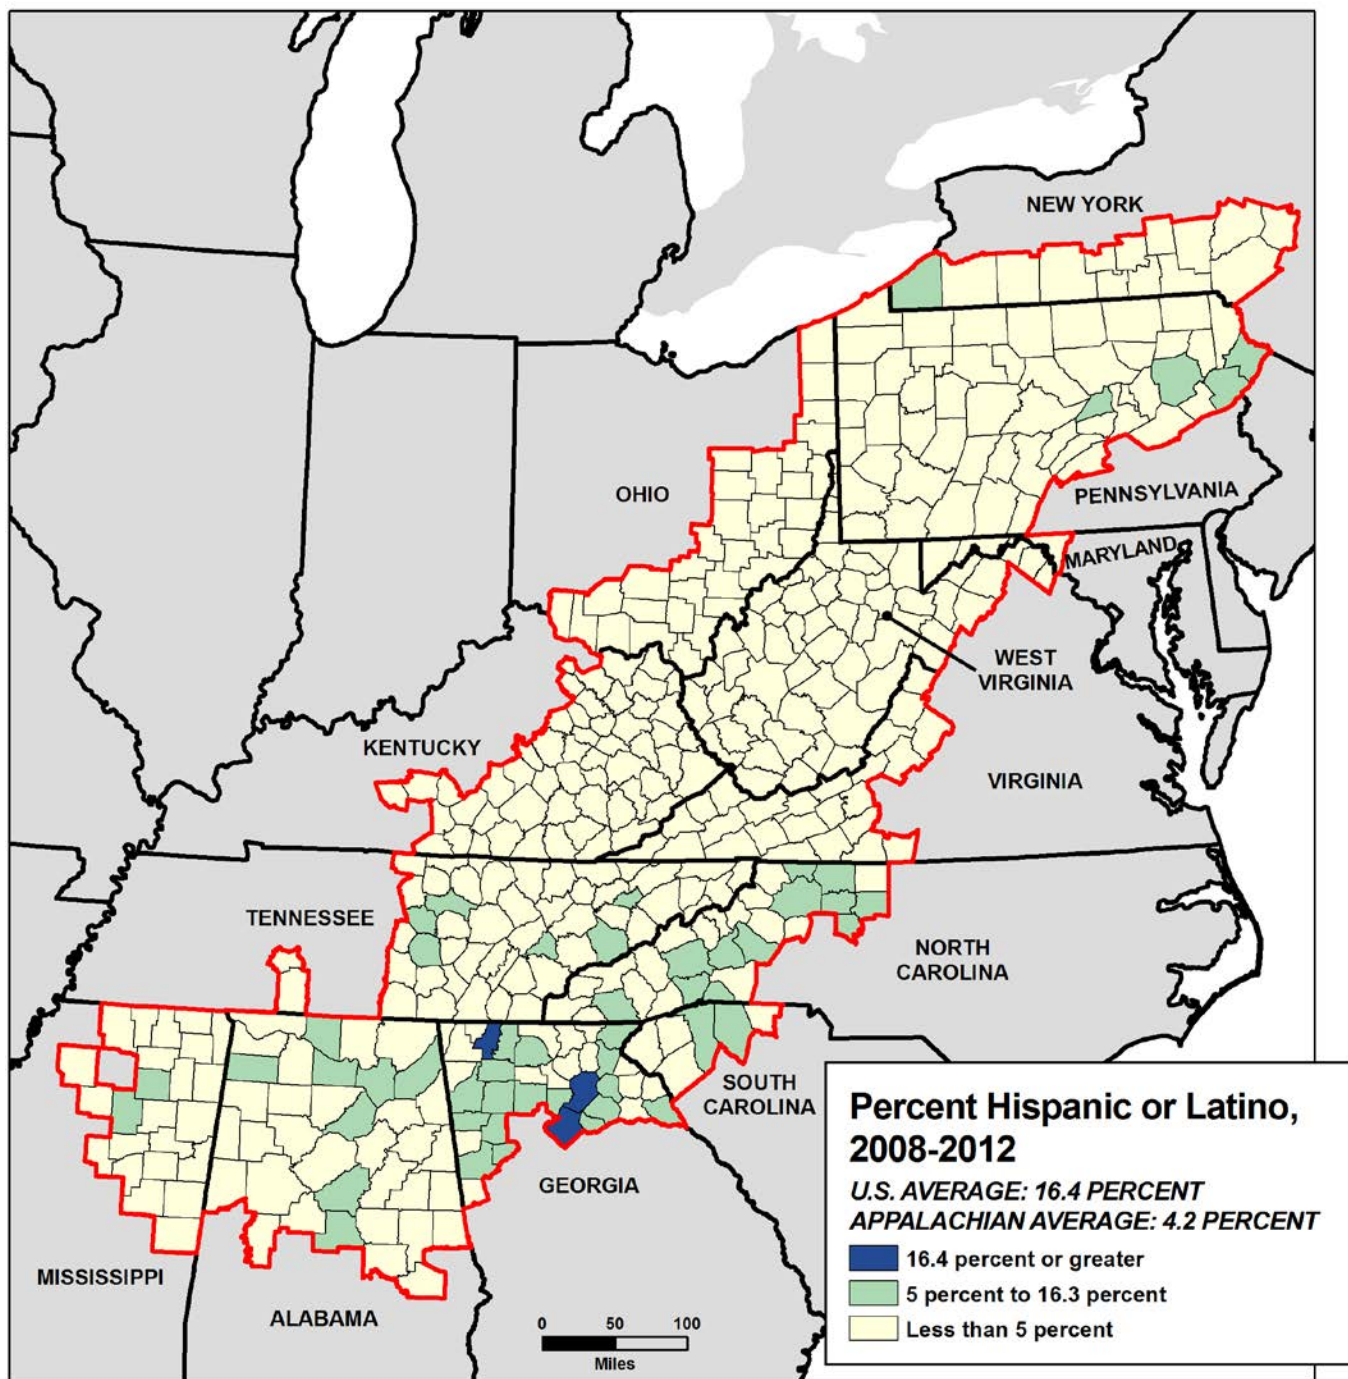 NEW YORK
OHIO
PENNSYLVANIA
MARYLAND
WEST
VIRGINIA
KENTUCKY
VIRGINIA
TENNESSEE
NORTH
CAROLINA
SOUTH
CAROLINA
GEORGIA
MISSISSIPPI
ALABAMA
0 50 100
Miles
Percent Hispanic or Latino,
2008-2012
U.S. AVERAGE: 16.4 PERCENT
APPALACHIAN AVERAGE: 4.2 PERCENT
16.4 percent or greater
5 percent to 16.3 percent
Less than 5 percent